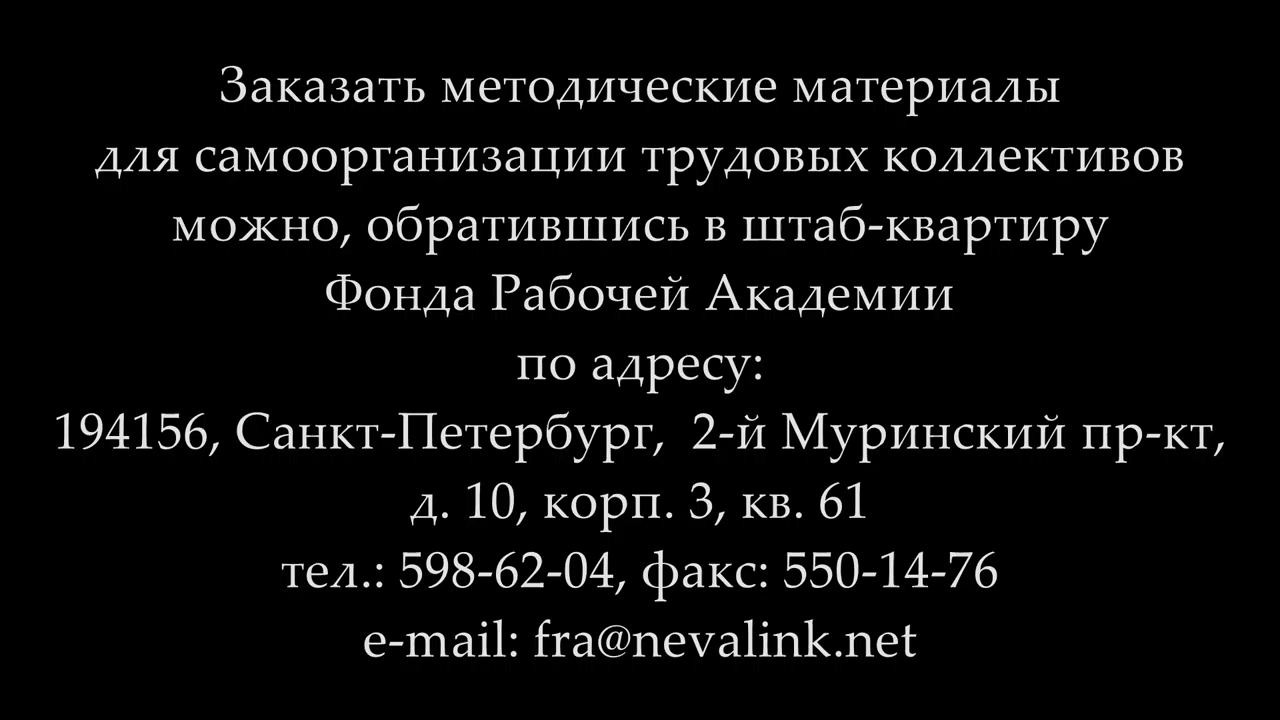 Заказать методические материалы
для самоорганизации трудовых коллективов
можно, обратившись в штаб-квартиру
Фонда Рабочей Академии
по адресу:
194156, Санкт-Петербург,  2-й Муринский пр-кт,
д. 10, корп. 3, кв. 61
тел.: 598-62-04, факс: 550-14-76
e-mail: fra@nevalink.net